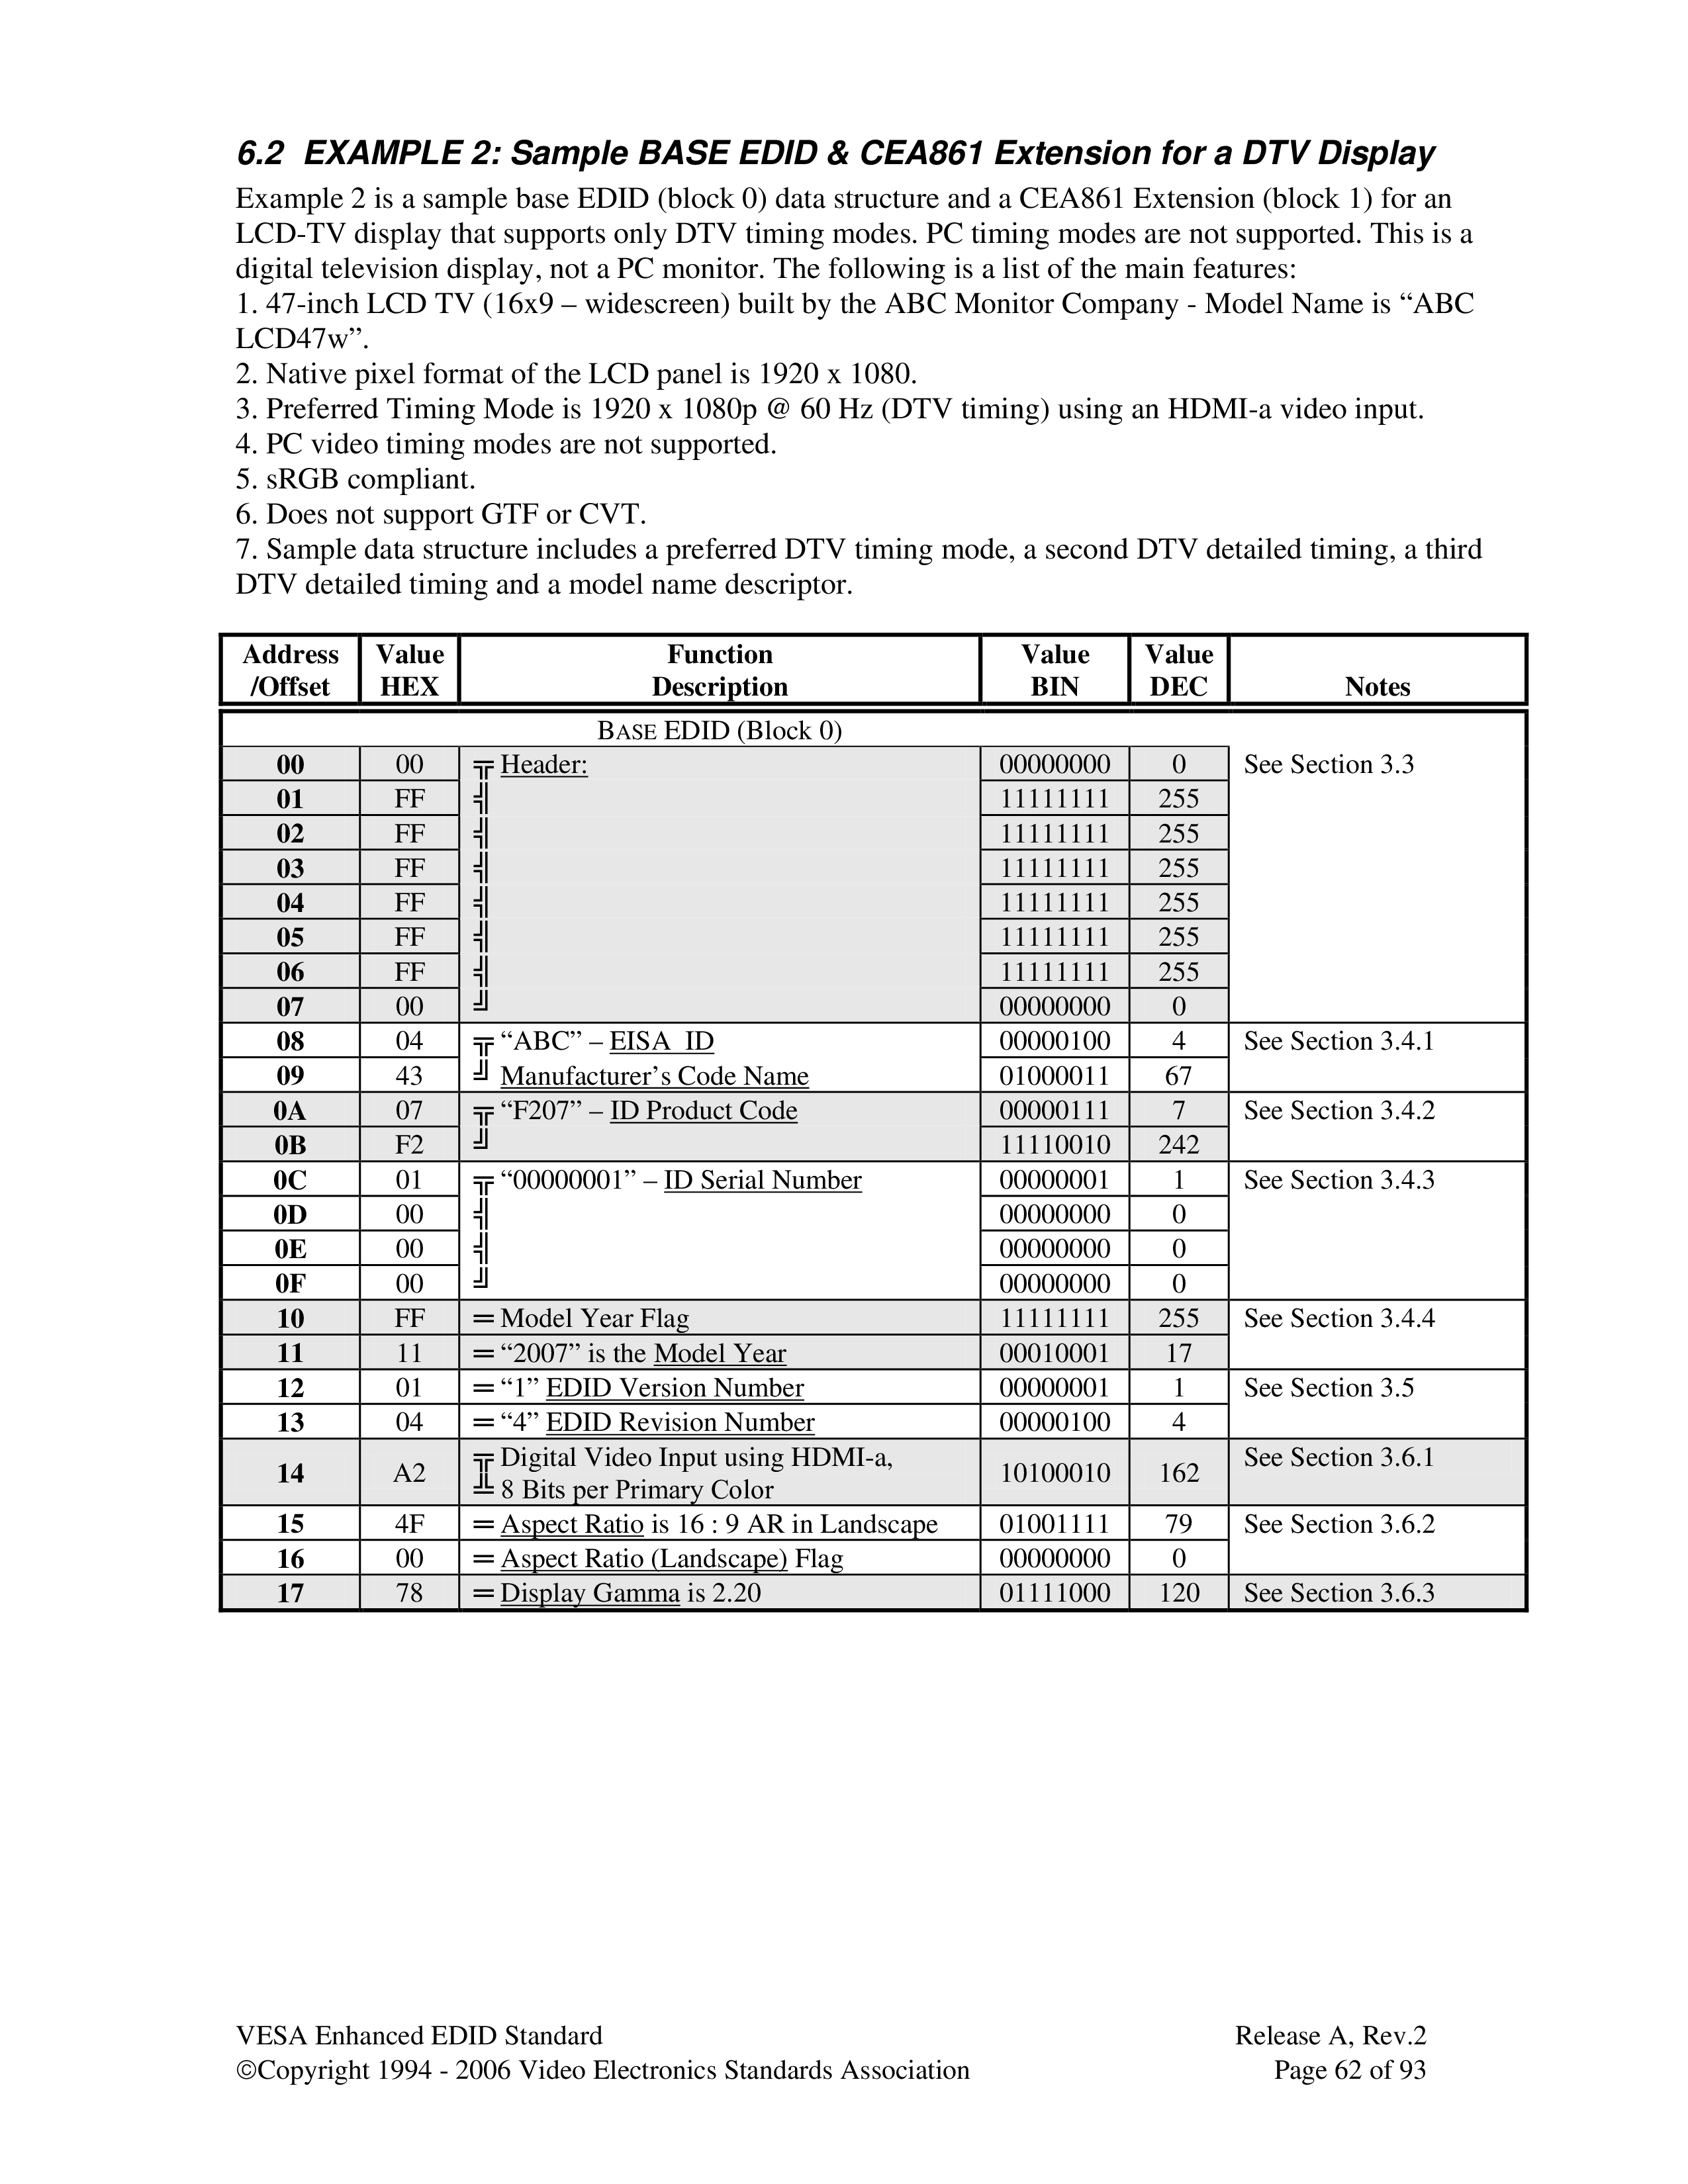 6.2 EXAMPLE 2: Sample BASE EDID & CEA861 Extension for a DTV Display
Example 2 is a sample base EDID (block 0) data structure and a CEA861 Extension (block 1) for an
LCD-TV display that supports only DTV timing modes. PC timing modes are not supported. This is a
digital television display, not a PC monitor. The following is a list of the main features:
1. 47-inch LCD TV (16x9 – widescreen) built by the ABC Monitor Company - Model Name is “ABC
LCD47w”.
2. Native pixel format of the LCD panel is 1920 x 1080.
3. Preferred Timing Mode is 1920 x 1080p @ 60 Hz (DTV timing) using an HDMI-a video input.
4. PC video timing modes are not supported.
5. sRGB compliant.
6. Does not support GTF or CVT.
7. Sample data structure includes a preferred DTV timing mode, a second DTV detailed timing, a third
DTV detailed timing and a model name descriptor.
Address Value Function Value Value
/Offset HEX Description BIN DEC Notes
BASE EDID (Block 0)
00 00 ╦ Header: 00000000 0 See Section 3.3
01 FF ╣ 11111111 255
02 FF ╣ 11111111 255
03 FF ╣ 11111111 255
04 FF ╣ 11111111 255
05 FF ╣ 11111111 255
06 FF ╣ 11111111 255
07 00 ╝ 00000000 0
08 04 ╦ “ABC” – EISA ID 00000100 4 See Section 3.4.1
09 43 ╝ Manufacturer’s Code Name 01000011 67
0A 07 ╦ “F207” – ID Product Code 00000111 7 See Section 3.4.2
0B F2 ╝ 11110010 242
0C 01 ╦ “00000001” – ID Serial Number 00000001 1 See Section 3.4.3
0D 00 ╣ 00000000 0
0E 00 ╣ 00000000 0
0F 00 ╝ 00000000 0
10 FF ═ Model Year Flag 11111111 255 See Section 3.4.4
11 11 ═ “2007” is the Model Year 00010001 17
12 01 ═ “1” EDID Version Number 00000001 1 See Section 3.5
13 04 ═ “4” EDID Revision Number 00000100 4
14 A2 ╦ Digital Video Input using HDMI-a, 10100010 162 See Section 3.6.1
╩ 8 Bits per Primary Color
15 4F ═ Aspect Ratio is 16 : 9 AR in Landscape 01001111 79 See Section 3.6.2
16 00 ═ Aspect Ratio (Landscape) Flag 00000000 0
17 78 ═ Display Gamma is 2.20 01111000 120 See Section 3.6.3
VESA Enhanced EDID Standard Release A, Rev.2
©Copyright 1994 - 2006 Video Electronics Standards Association Page 62 of 93